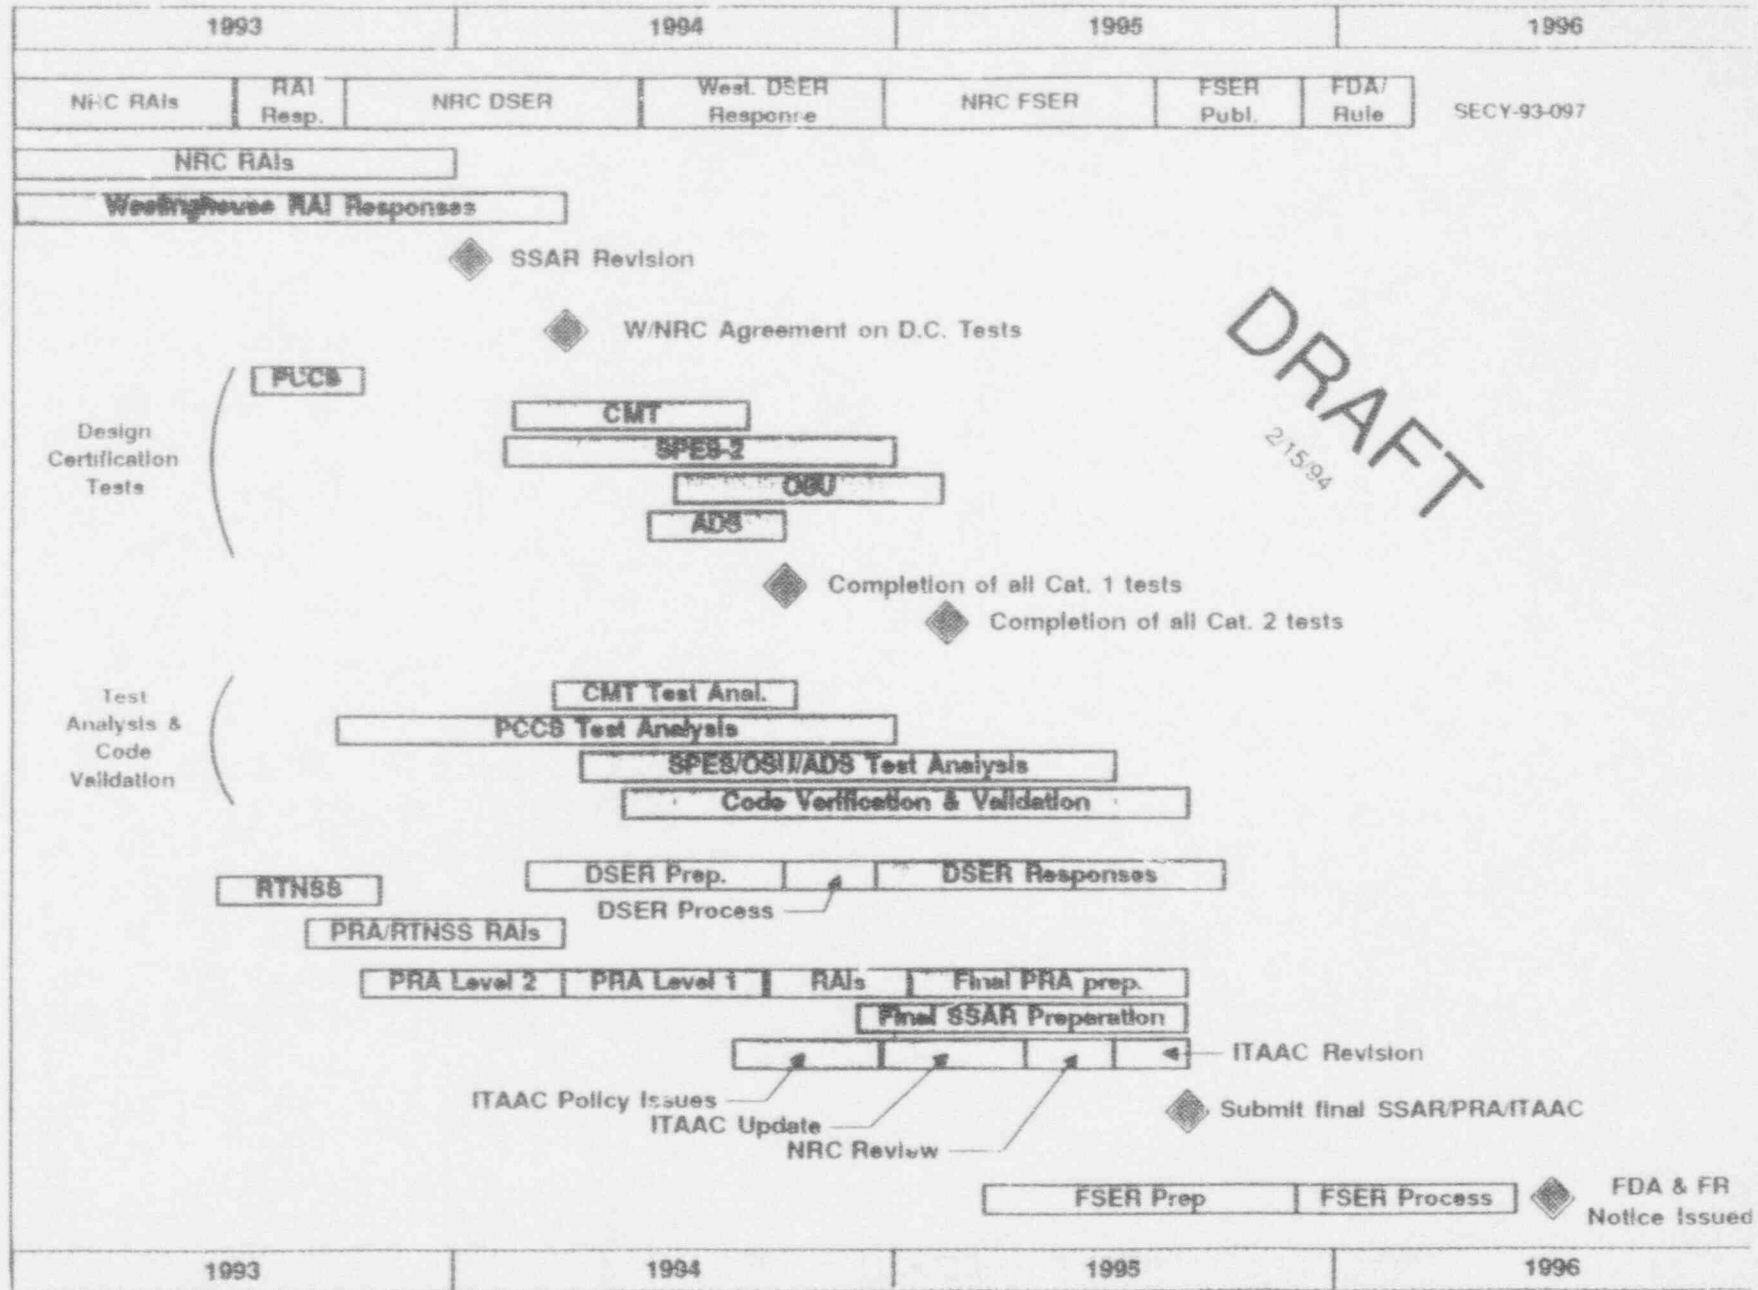 1993 1994 1995 1996
NRC RAIs
RAI
Resp.
NRC DSER
West. DSER
Response
NRC FSER
FSER
Publ.
FDA/
Rule
SECY-93-097
NRC RAIs
Westinghouse RAI Responses
SSAR Revision
W/NRC Agreement on D.C. Tests
DRAFT
2/15/94
Design
Certification
Tests
PCCS
CMT
SPES-2
OSU
ADS
Completion of all Cat. 1 tests
Completion of all Cat. 2 tests
Test
Analysis &
Code
Validation
CMT Test Anal.
PCCS Test Analysis
SPES/OSU/ADS Test Analysis
Code Verification & Validation
DSER Prep.
DSER Responses
DSER Process
RTNSS
PRA/RTNSS RAIs
PRA Level 2
PRA Level 1
RAIs
Final PRA prep.
Final SSAR Preparation
ITAAC Revision
ITAAC Policy Issues
ITAAC Update
NRC Review
Submit final SSAR/PRA/ITAAC
FSER Prep
FSER Process
FDA & FR
Notice Issued
1993 1994 1995 1996